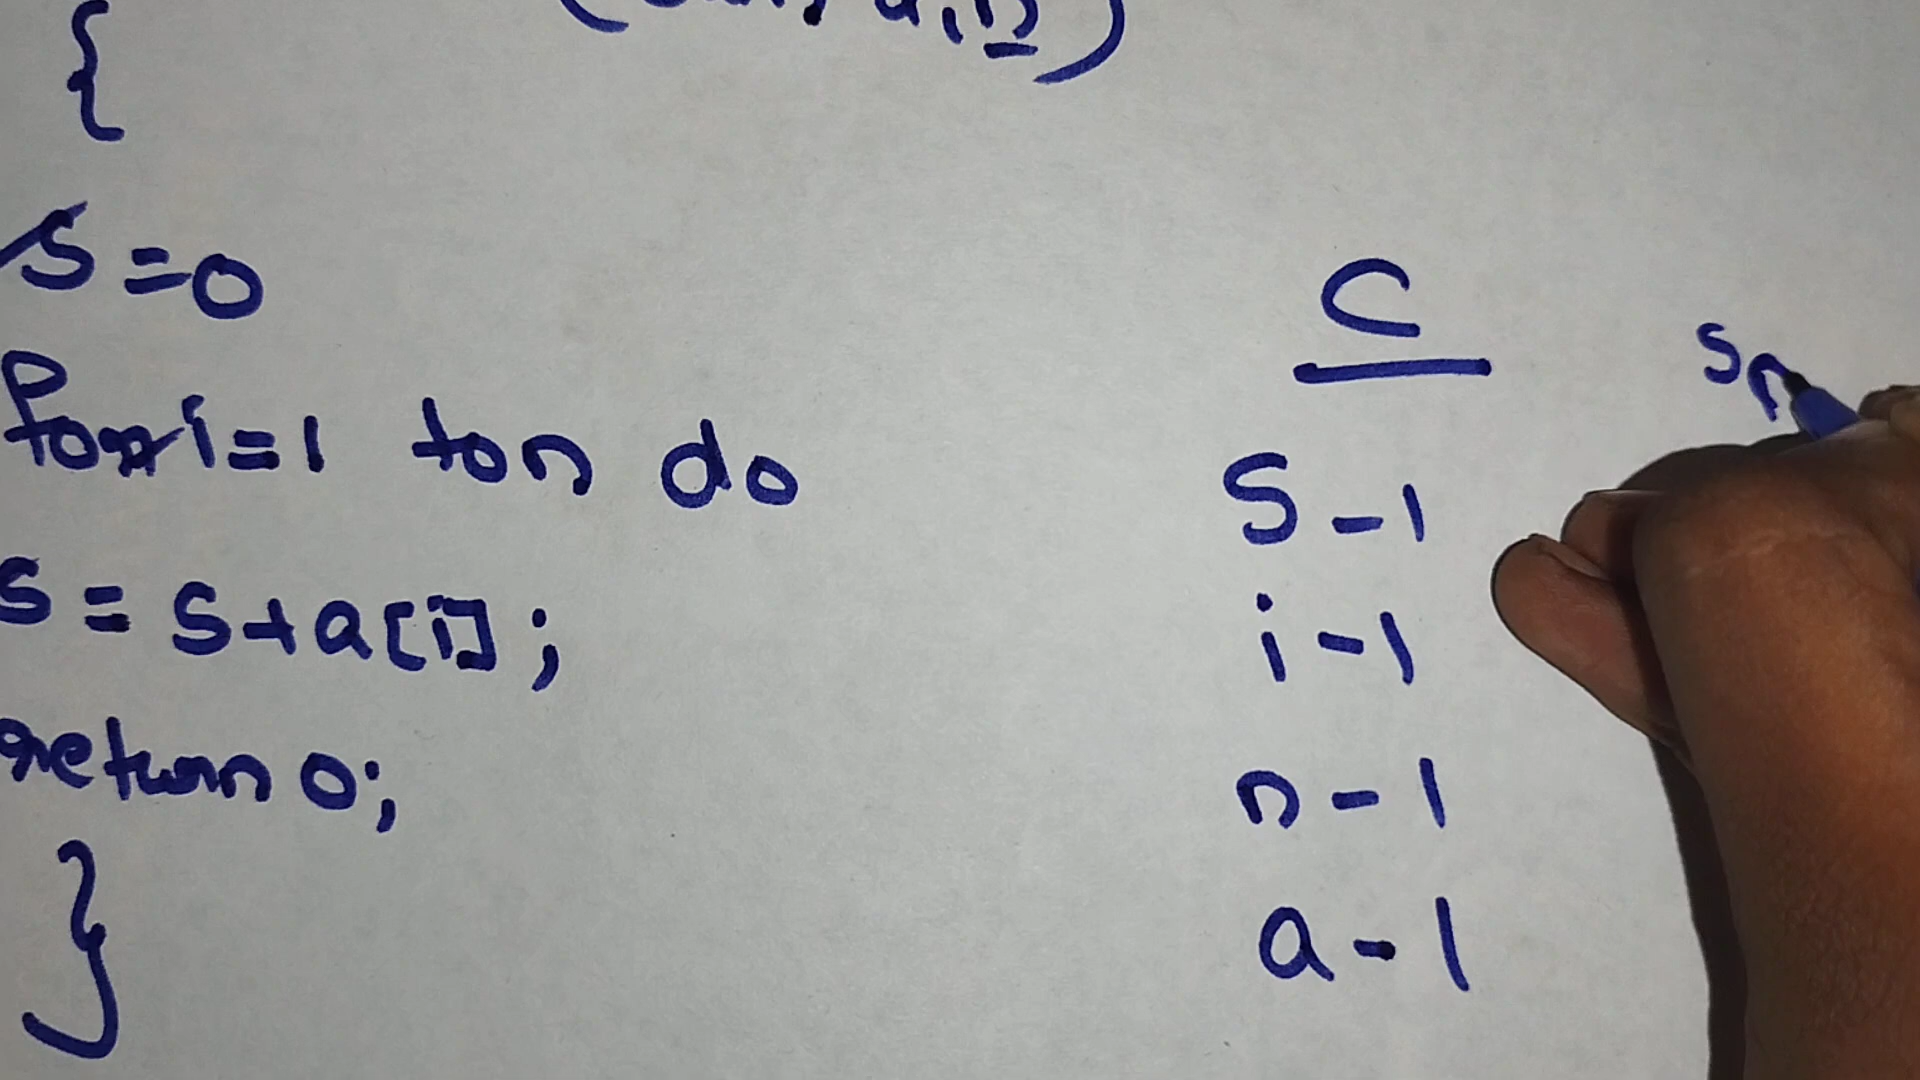 {
s=0
for i=1 to n do
s = s+a[i];
return 0;
}
C
S-1
i-1
n-1
a-1